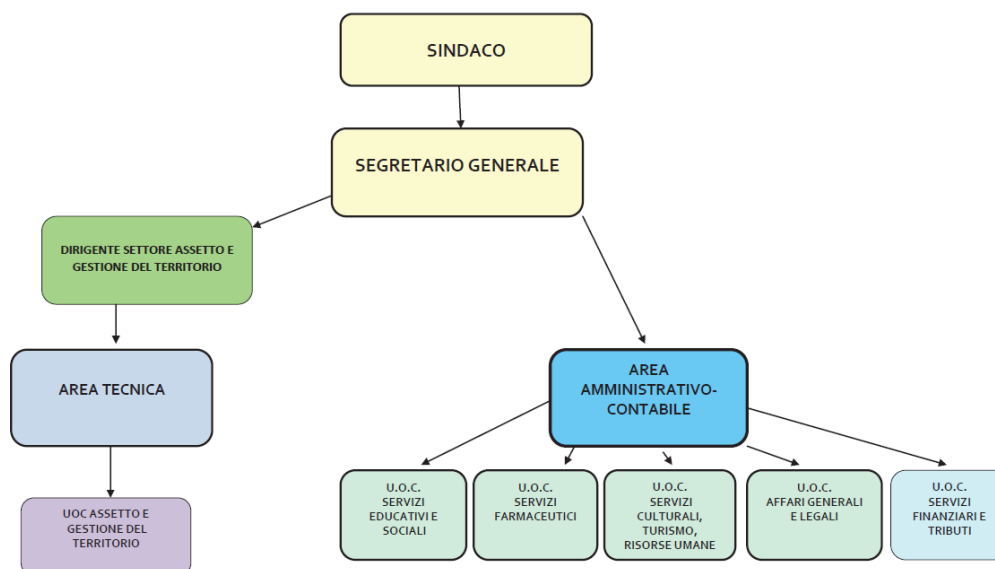 SINDACO
SEGRETARIO GENERALE
DIRIGENTE SETTORE ASSETTO E
GESTIONE DEL TERRITORIO
AREA TECNICA
AREA
AMMINISTRATIVO-
CONTABILE
UOC ASSETTO E
GESTIONE DEL
TERRITORIO
U.O.C.
SERVIZI
EDUCATIVI E
SOCIALI
U.O.C.
SERVIZI
FARMACEUTICI
U.O.C.
SERVIZI
CULTURALI,
TURISMO,
RISORSE UMANE
U.O.C.
AFFARI GENERALI
E LEGALI
U.O.C.
SERVIZI
FINANZIARI E
TRIBUTI